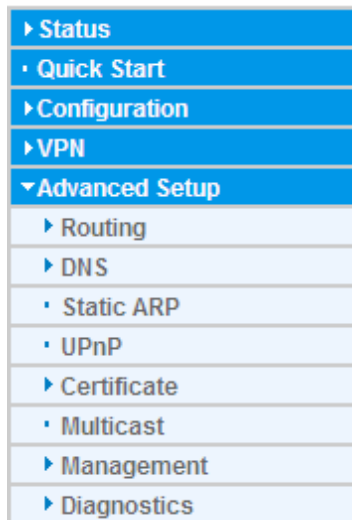 Status
Quick Start
Configuration
VPN
Advanced Setup
Routing
DNS
Static ARP
UPnP
Certificate
Multicast
Management
Diagnostics